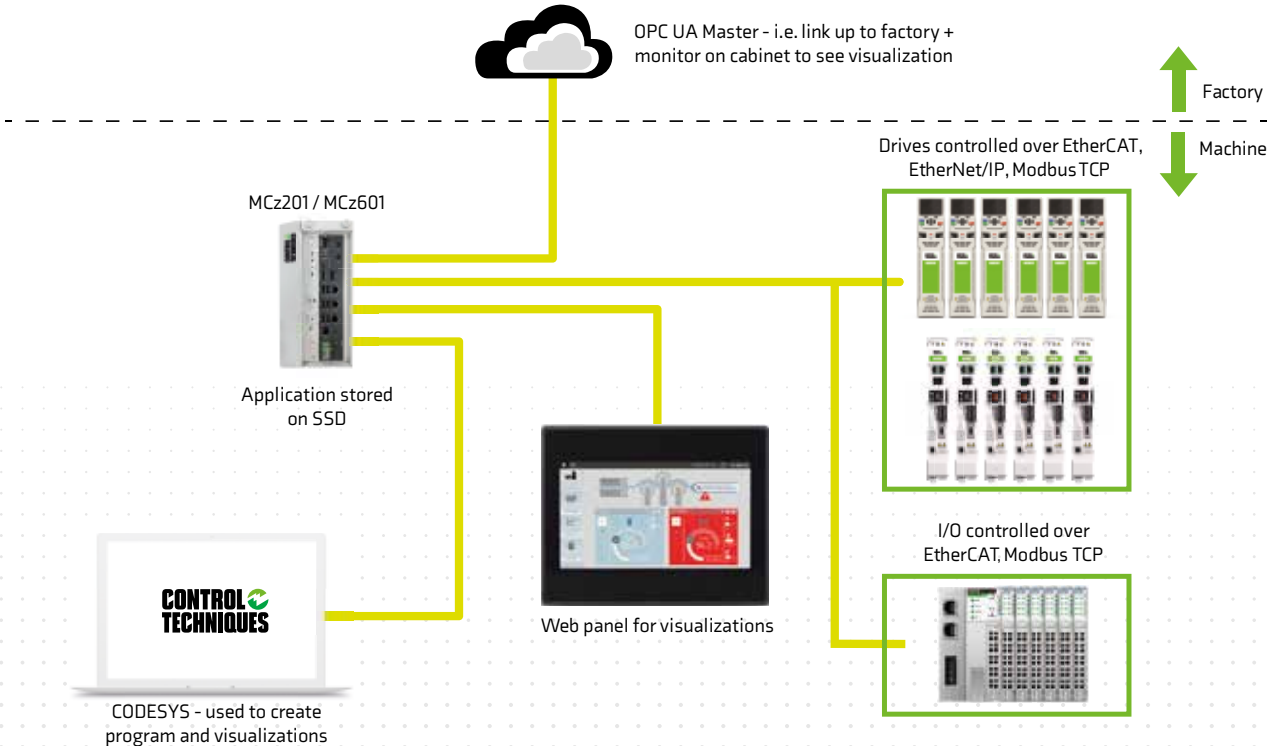 OPC UA Master - i.e. link up to factory +
monitor on cabinet to see visualization
Factory
Machine
Drives controlled over EtherCAT,
EtherNet/IP, Modbus TCP
MCz201 / MCz601
Application stored
on SSD
I/O controlled over
EtherCAT, Modbus TCP
Web panel for visualizations
CONTROL
TECHNIQUES
CODESYS - used to create
program and visualizations